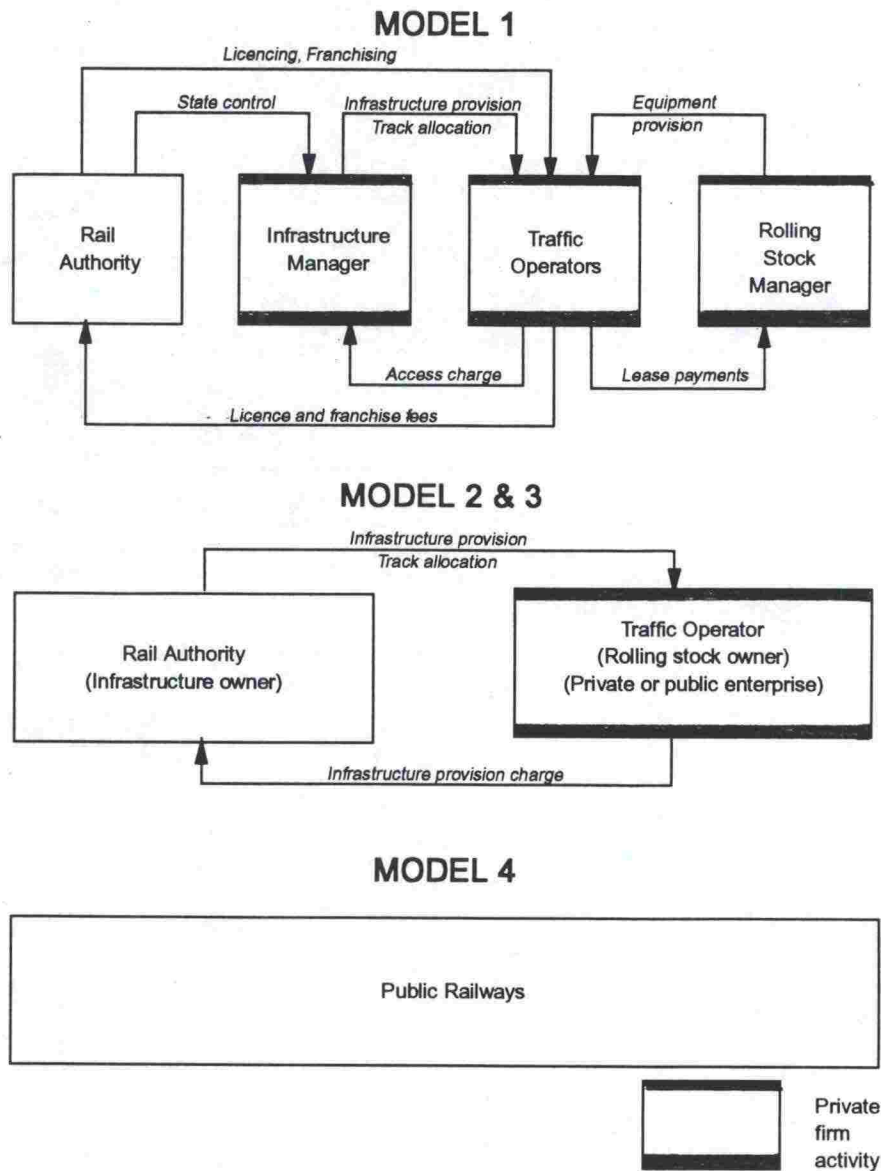 MODEL 1
Licencing, Franchising
State control
Infrastructure provision
Track allocation
Equipment
provision
Rail
Authority
Infrastructure
Manager
Traffic
Operators
Rolling
Stock
Manager
Access charge
Lease payments
Licence and franchise fees
MODEL 2 & 3
Infrastructure provision
Track allocation
Rail Authority
(Infrastructure owner)
Traffic Operator
(Rolling stock owner)
(Private or public enterprise)
Infrastructure provision charge
MODEL 4
Public Railways
Private
firm
activity